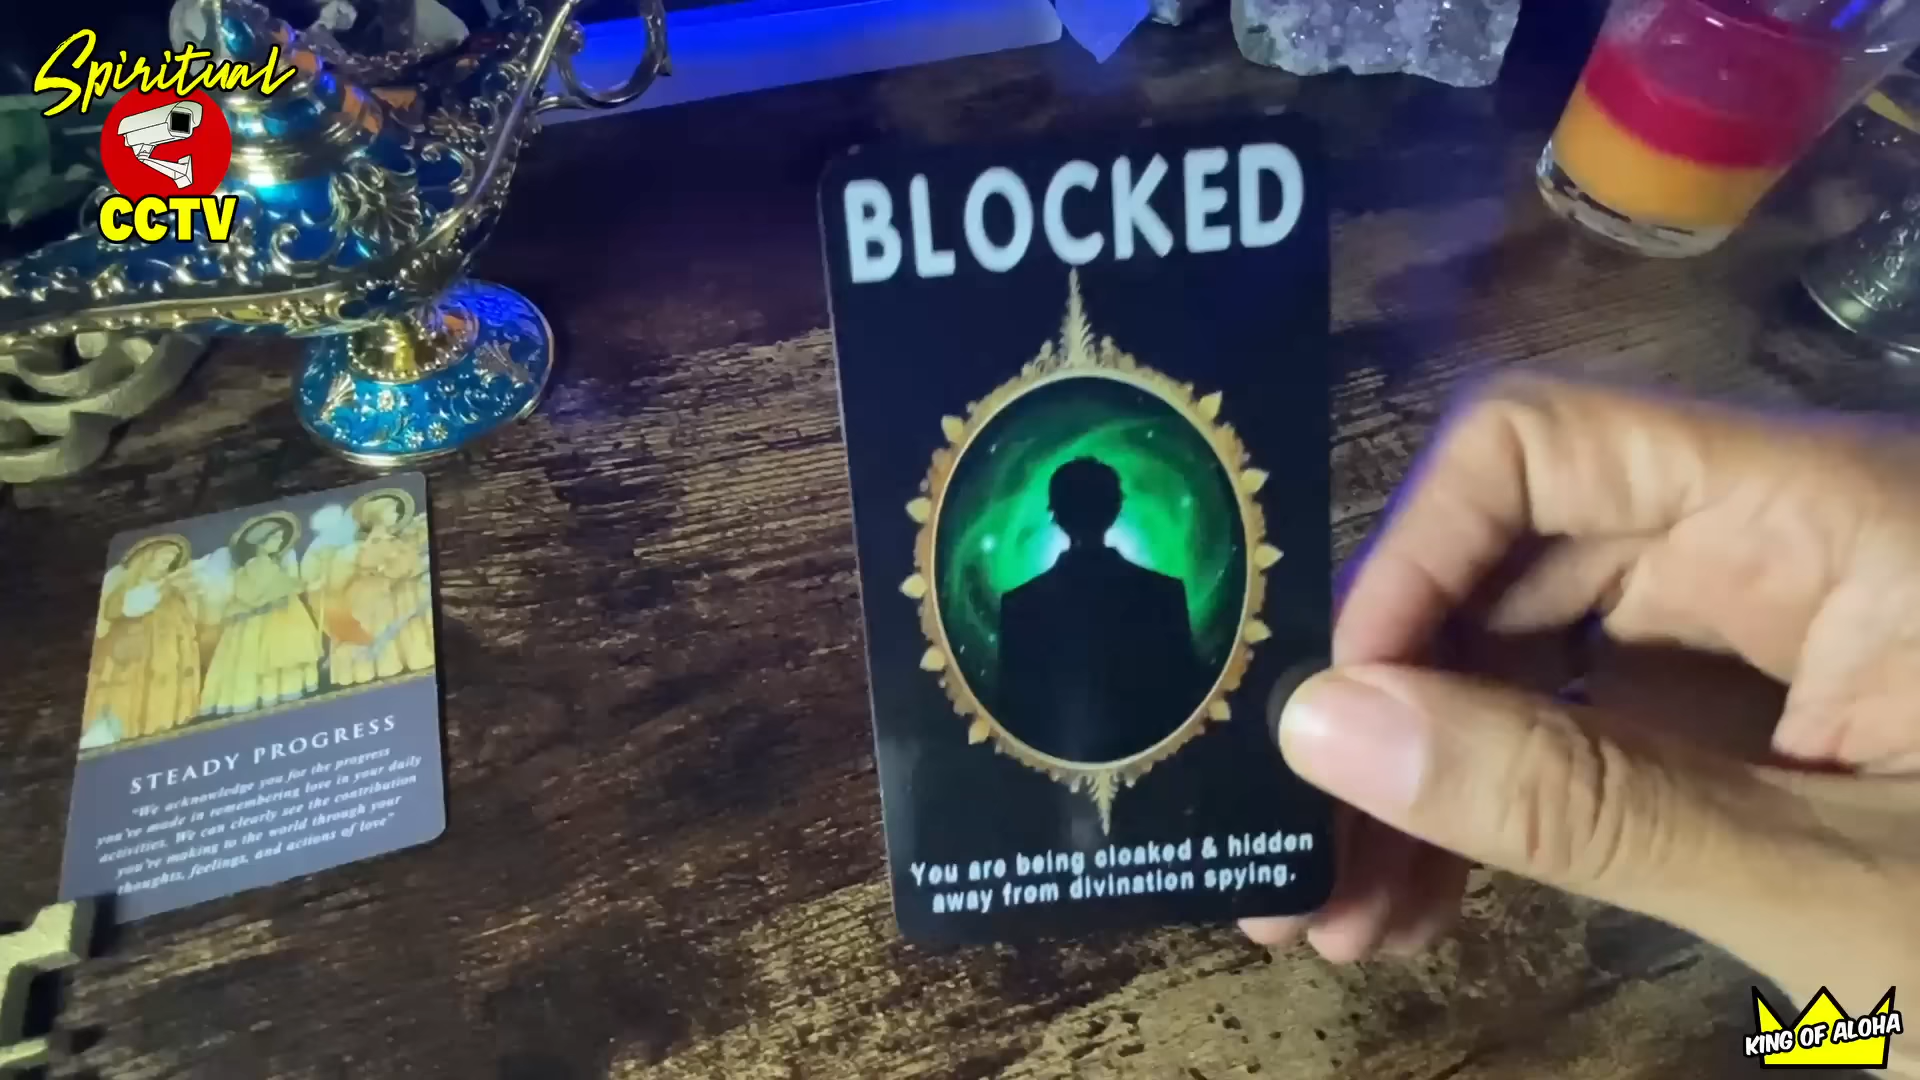 Spiritual
CCTV
BLOCKED
You are being cloaked & hidden
away from divination spying.
STEADY PROGRESS
"We acknowledge you for the progress
you've made in remembering love in your daily
activities. We can clearly see the contribution
you're making to the world through your
thoughts, feelings, and actions of love"
KING OF ALOHA